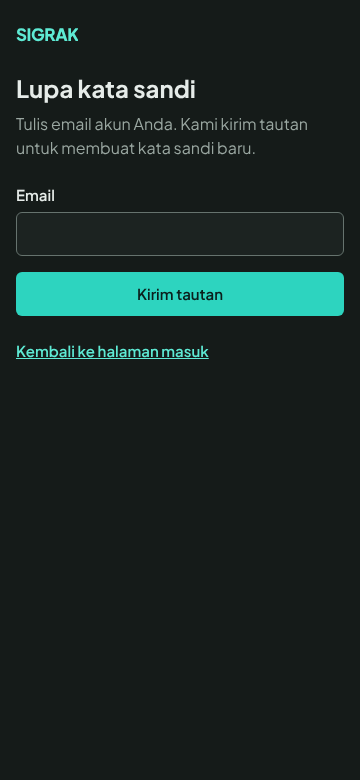 SIGRAK
Lupa kata sandi
Tulis email akun Anda. Kami kirim tautan
untuk membuat kata sandi baru.
Email
Kirim tautan
Kembali ke halaman masuk